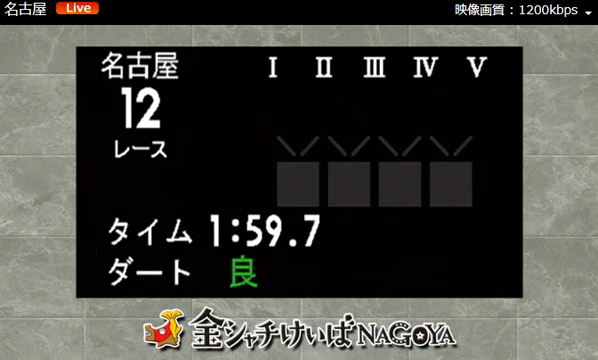 名古屋 Live 映像画質:1200kbps
名古屋 Ⅰ Ⅱ Ⅲ Ⅳ Ⅴ
12
レース
タイム 1:59.7
ダート 良
金シャチけいば NAGOYA